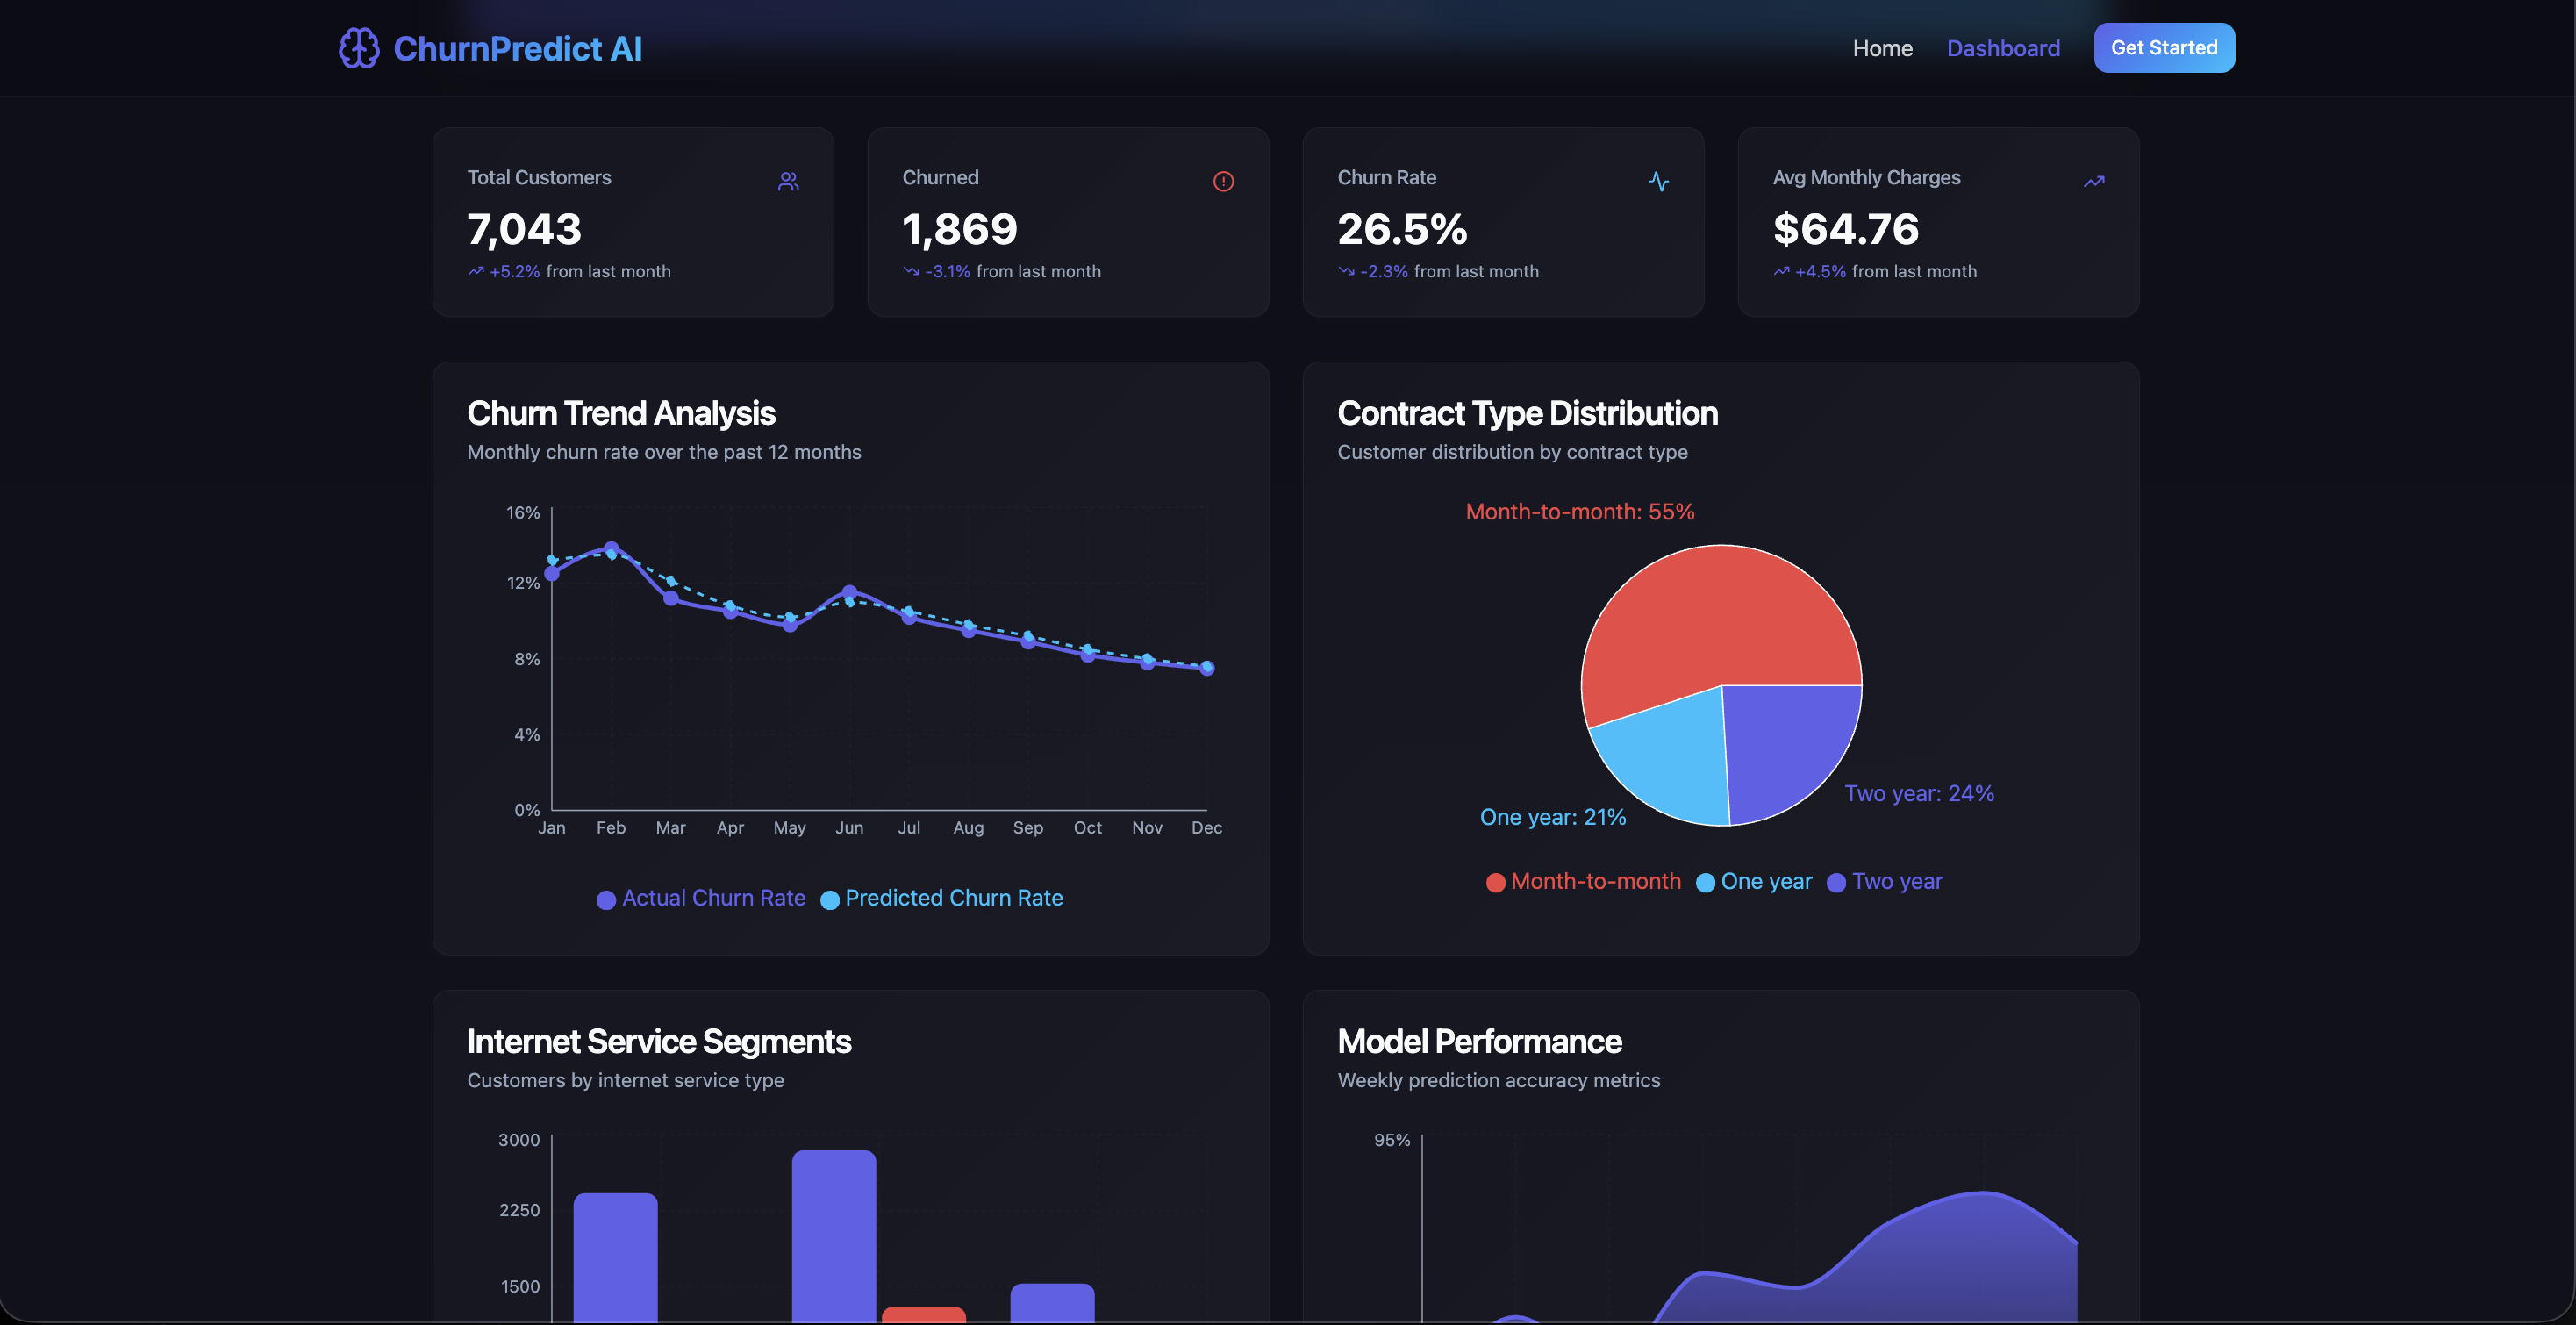 ChurnPredict AI
Home Dashboard Get Started
Total Customers
7,043
+5.2% from last month
Churned
1,869
-3.1% from last month
Churn Rate
26.5%
-2.3% from last month
Avg Monthly Charges
$64.76
+4.5% from last month
Churn Trend Analysis
Monthly churn rate over the past 12 months
16%
12%
8%
4%
0%
Jan Feb Mar Apr May Jun Jul Aug Sep Oct Nov Dec
Actual Churn Rate Predicted Churn Rate
Contract Type Distribution
Customer distribution by contract type
Month-to-month: 55%
Two year: 24%
One year: 21%
Month-to-month One year Two year
Internet Service Segments
Customers by internet service type
3000
2250
1500
Model Performance
Weekly prediction accuracy metrics
95%